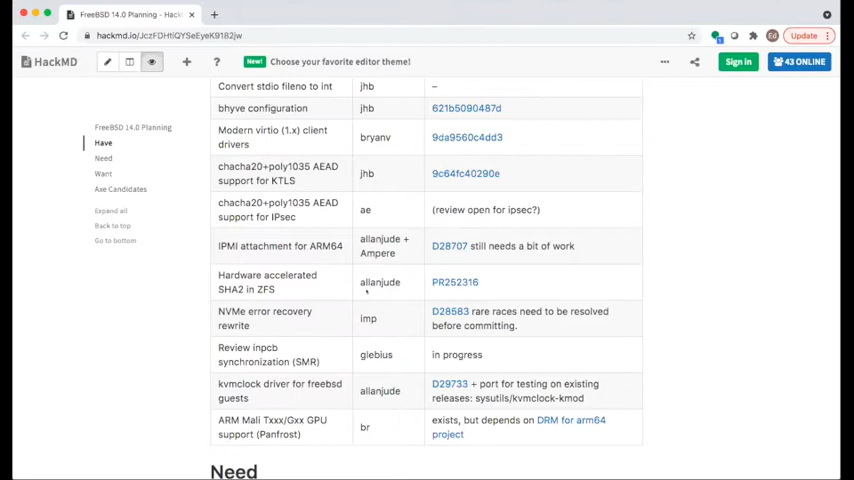 FreeBSD 14.0 Planning - HackM
hackmd.io/JczFDHtiQYSeEyeK9182jw
Ed
Update
HackMD
New!
Choose your favorite editor theme!
Sign in
43 ONLINE
FreeBSD 14.0 Planning
Have
Need
Want
Axe Candidates
Expand all
Back to top
Go to bottom
Convert stdio fileno to int jhb –
bhyve configuration jhb 621b5090487d
Modern virtio (1.x) client
drivers bryanv 9da9560c4dd3
chacha20+poly1035 AEAD
support for KTLS jhb 9c64fc40290e
chacha20+poly1035 AEAD
support for IPsec ae (review open for ipsec?)
IPMI attachment for ARM64 allanjude +
Ampere D28707 still needs a bit of work
Hardware accelerated
SHA2 in ZFS allanjude PR252316
NVMe error recovery
rewrite imp D28583 rare races need to be resolved
before committing.
Review inpcb
synchronization (SMR) glebius in progress
kvmclock driver for freebsd
guests allanjude D29733 + port for testing on existing
releases: sysutils/kvmclock-kmod
ARM Mali Txxx/Gxx GPU
support (Panfrost) br exists, but depends on DRM for arm64
project
Need